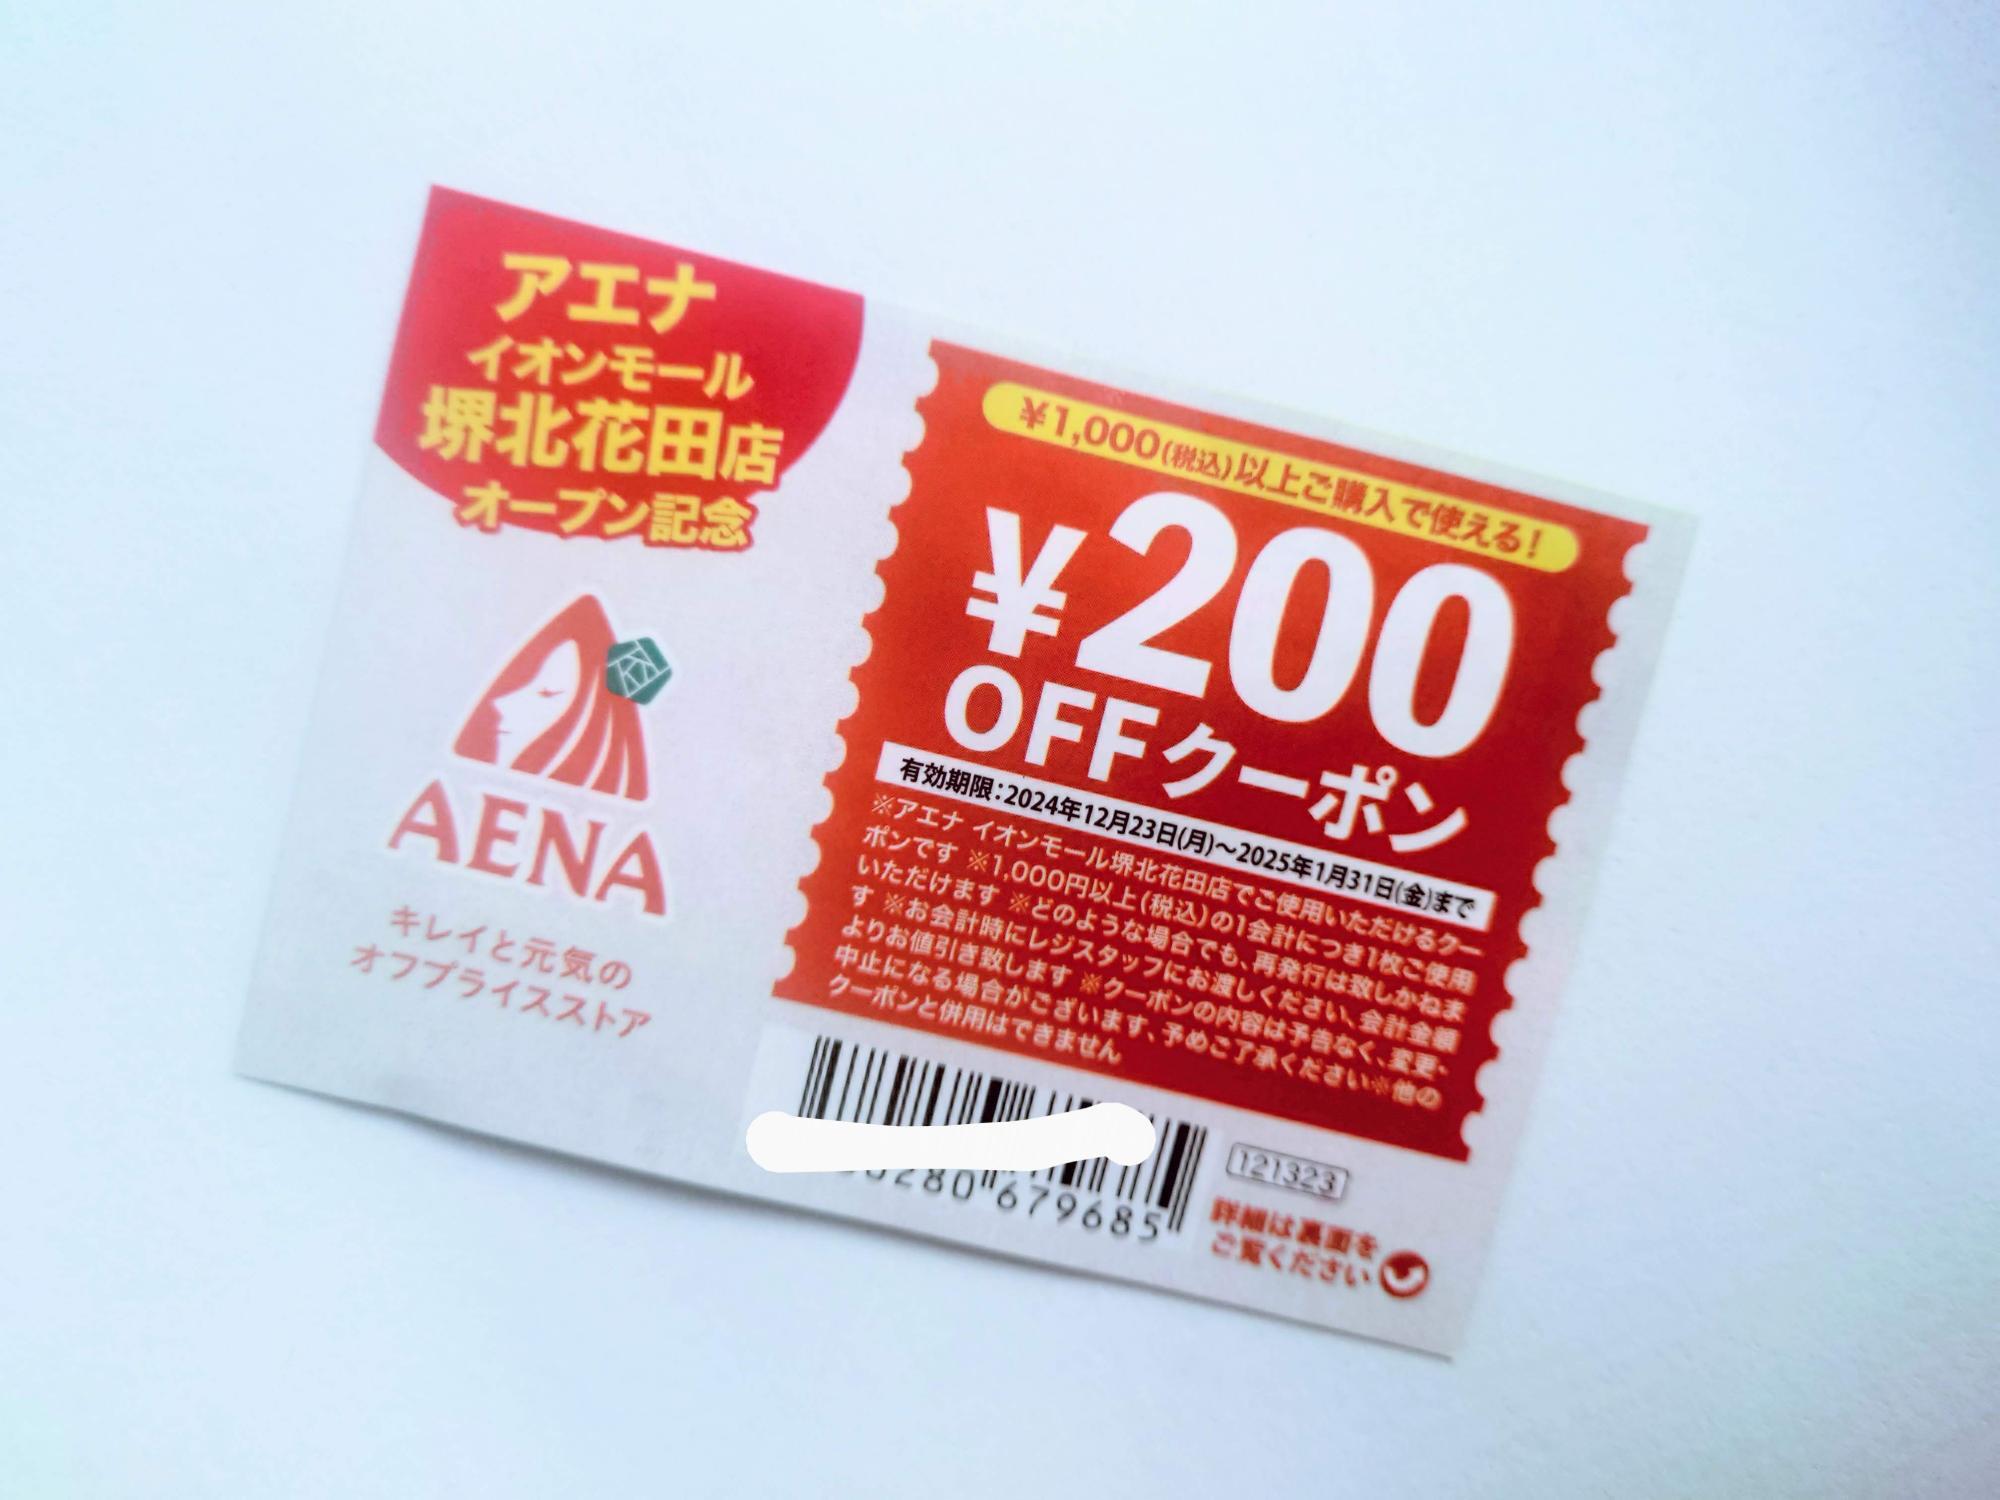 アエナ
イオンモール
堺北花田店
オープン記念
AENA
キレイと元気の
オフプライスストア
¥1,000(税込)以上ご購入で使える!
¥200
OFFクーポン
有効期限:2024年12月23日(月)~2025年1月31日(金)まで
※アエナ イオンモール堺北花田店でご使用いただけるクー
ポンです ※1,000円以上(税込)の1会計につき1枚ご使用
いただけます ※どのような場合でも、再発行は致しかねま
す ※お会計時にレジスタッフにお渡しください、会計金額
よりお値引き致します ※クーポンの内容は予告なく、変更・
中止になる場合がございます、予めご了承ください※他の
クーポンと併用はできません
0280 679685
121323
詳細は裏面を
ご覧ください